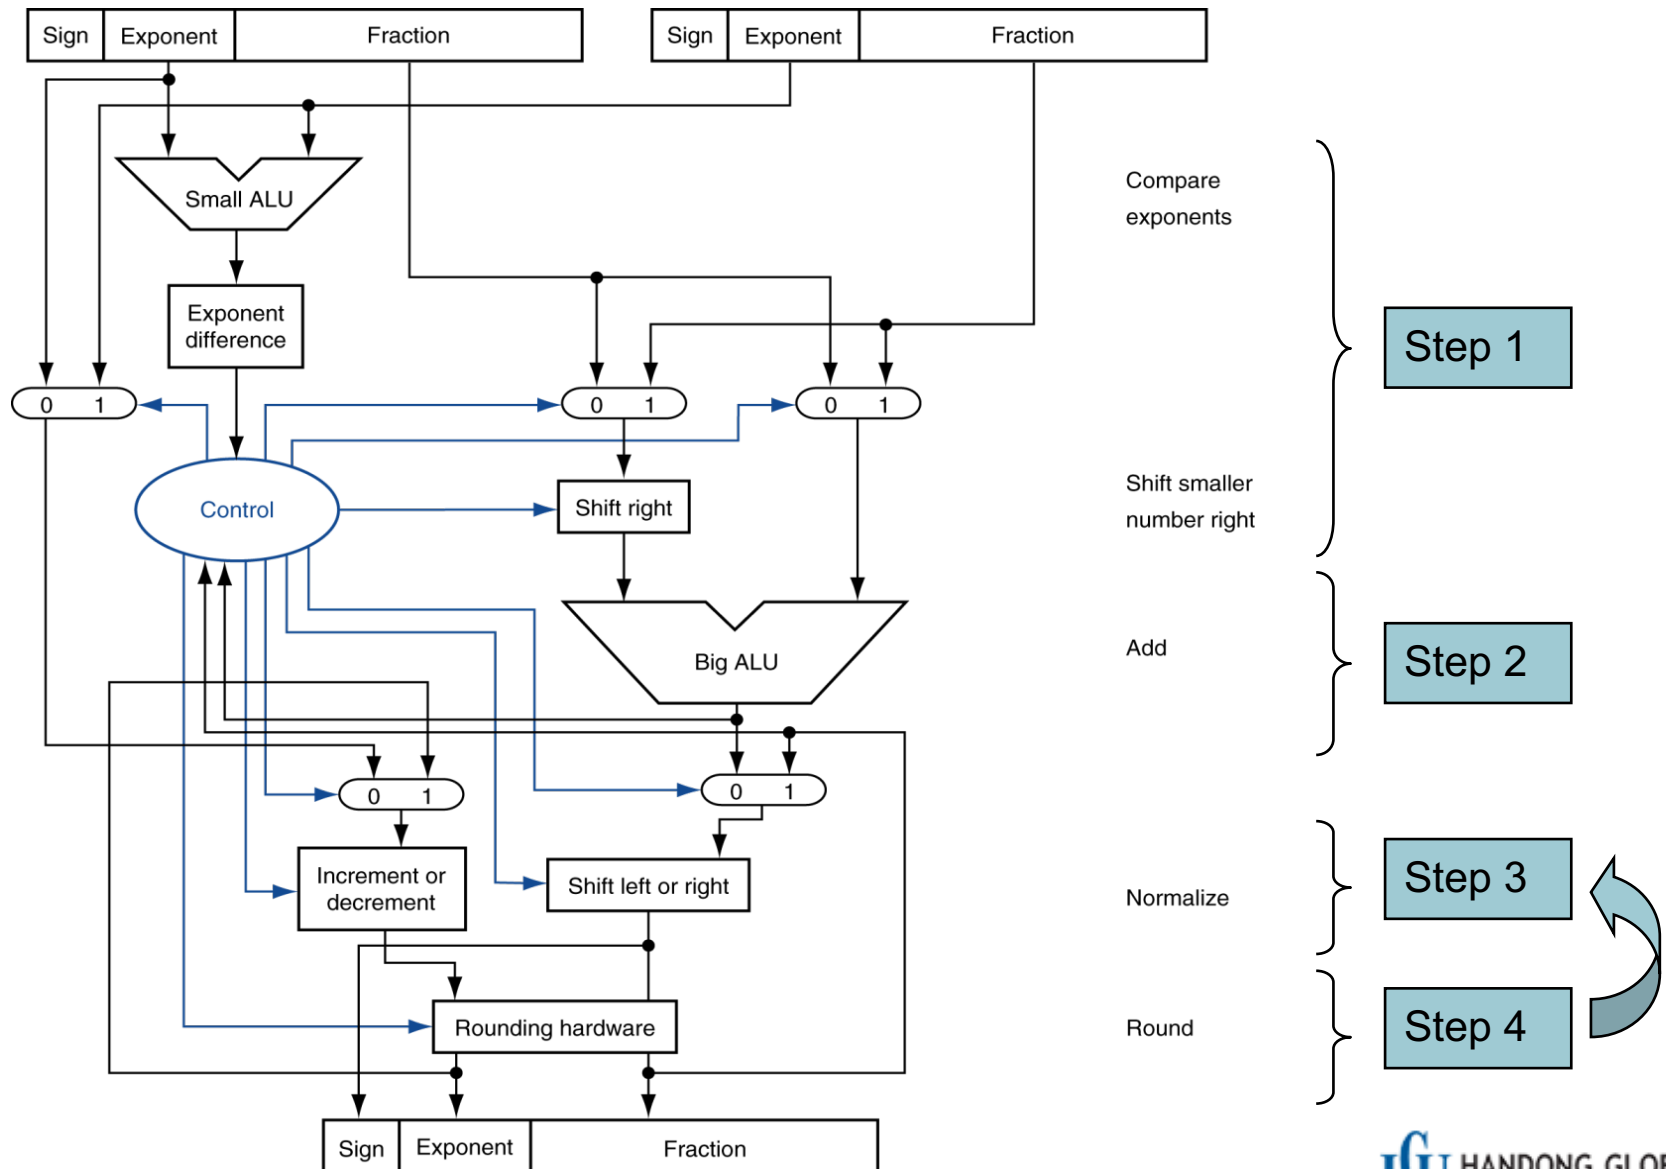 Sign Exponent Fraction
Sign Exponent Fraction
Compare
exponents
Small ALU
Exponent
difference
Step 1
0 1
0 1
0 1
Control
Shift right
Shift smaller
number right
Add
Big ALU
Step 2
0 1
0 1
Increment or
decrement
Shift left or right
Normalize
Step 3
Rounding hardware
Round
Step 4
Sign Exponent Fraction
HANDONG